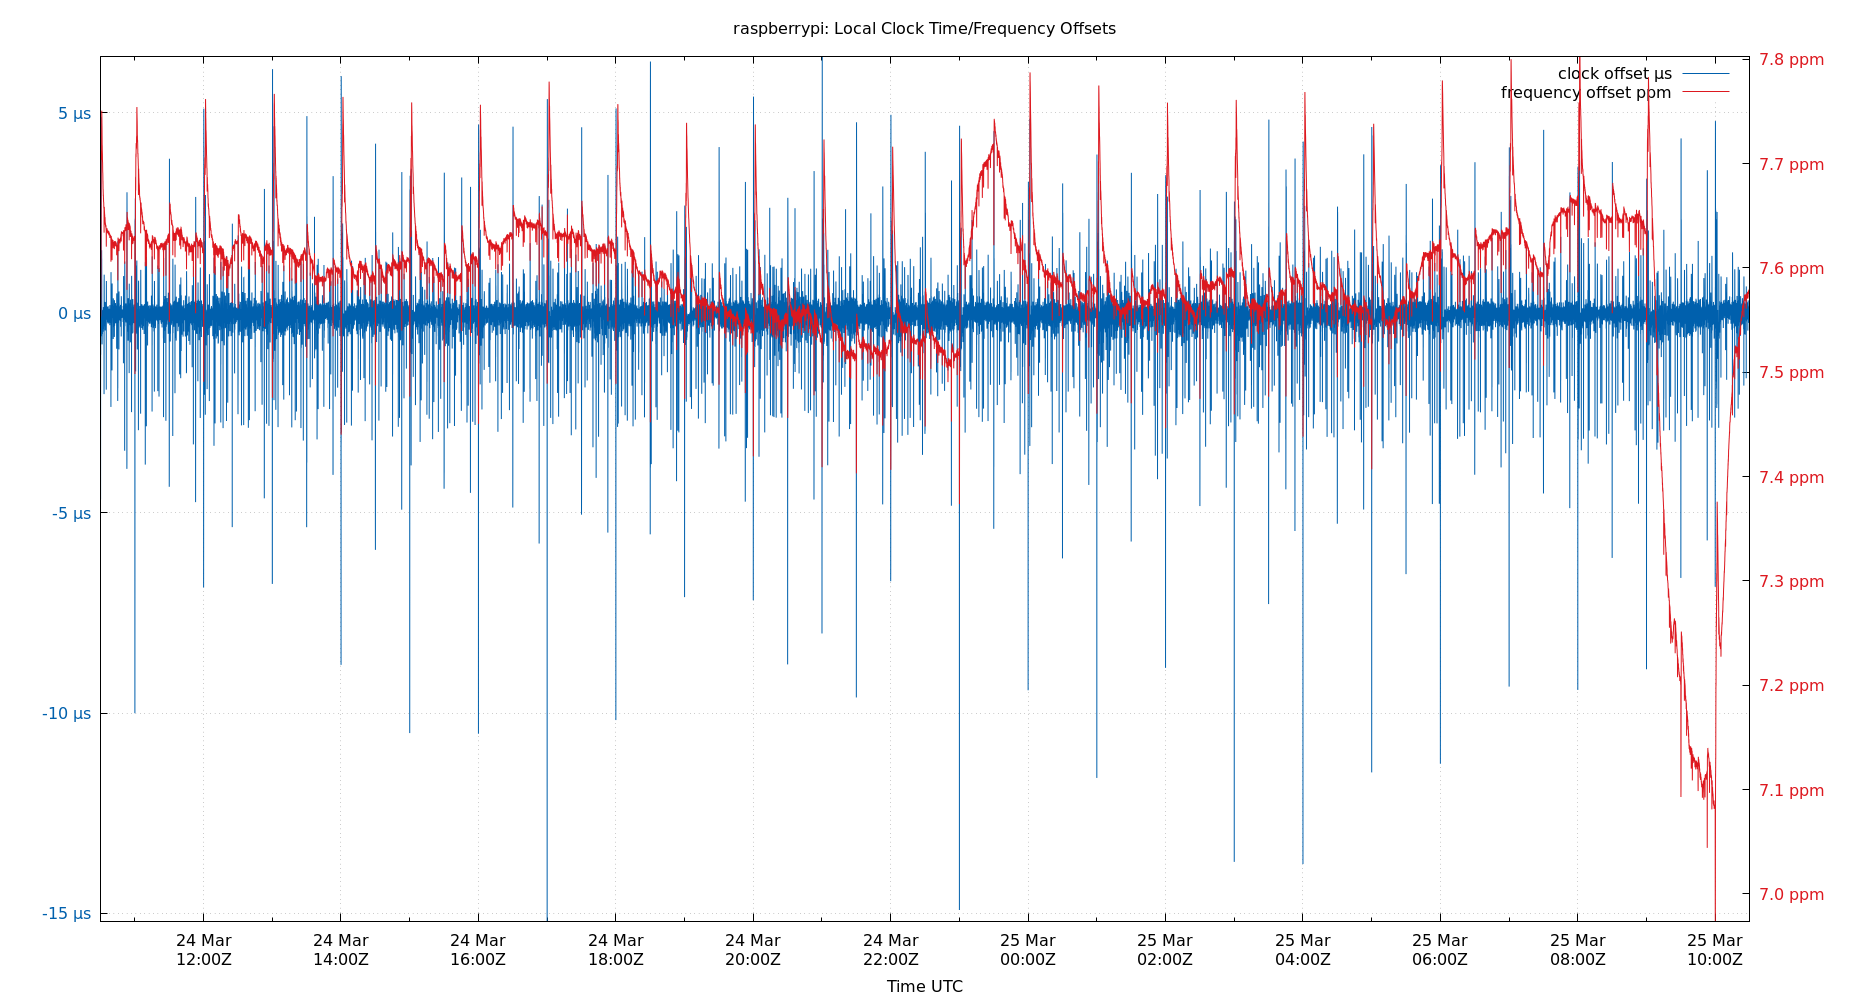 raspberrypi: Local Clock Time/Frequency Offsets
clock offset µs
frequency offset ppm
5 µs
0 µs
-5 µs
-10 µs
-15 µs
7.8 ppm
7.7 ppm
7.6 ppm
7.5 ppm
7.4 ppm
7.3 ppm
7.2 ppm
7.1 ppm
7.0 ppm
24 Mar 24 Mar 24 Mar 24 Mar 24 Mar 24 Mar 25 Mar 25 Mar 25 Mar 25 Mar 25 Mar 25 Mar
12:00Z 14:00Z 16:00Z 18:00Z 20:00Z 22:00Z 00:00Z 02:00Z 04:00Z 06:00Z 08:00Z 10:00Z
Time UTC